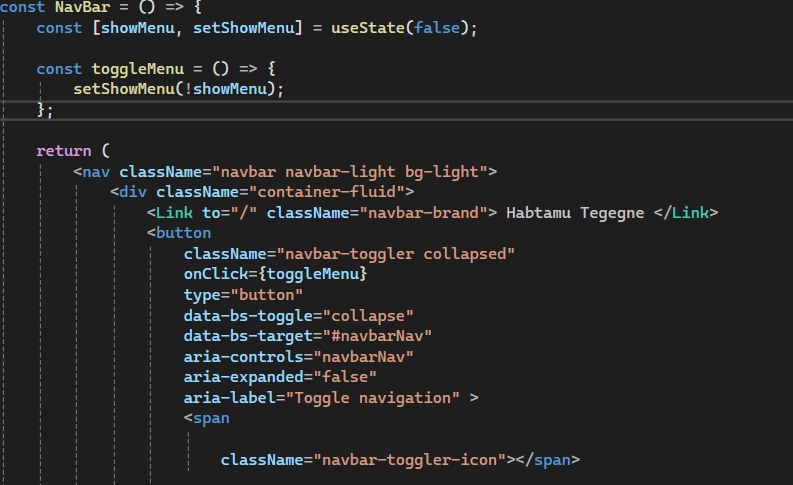 const NavBar = () => {
const [showMenu, setShowMenu] = useState(false);
const toggleMenu = () => {
setShowMenu(!showMenu);
};
return (
<nav className="navbar navbar-light bg-light">
<div className="container-fluid">
<Link to="/" className="navbar-brand"> Habtamu Tegegne </Link>
<button
className="navbar-toggler collapsed"
onClick={toggleMenu}
type="button"
data-bs-toggle="collapse"
data-bs-target="#navbarNav"
aria-controls="navbarNav"
aria-expanded="false"
aria-label="Toggle navigation" >
<span
className="navbar-toggler-icon"></span>